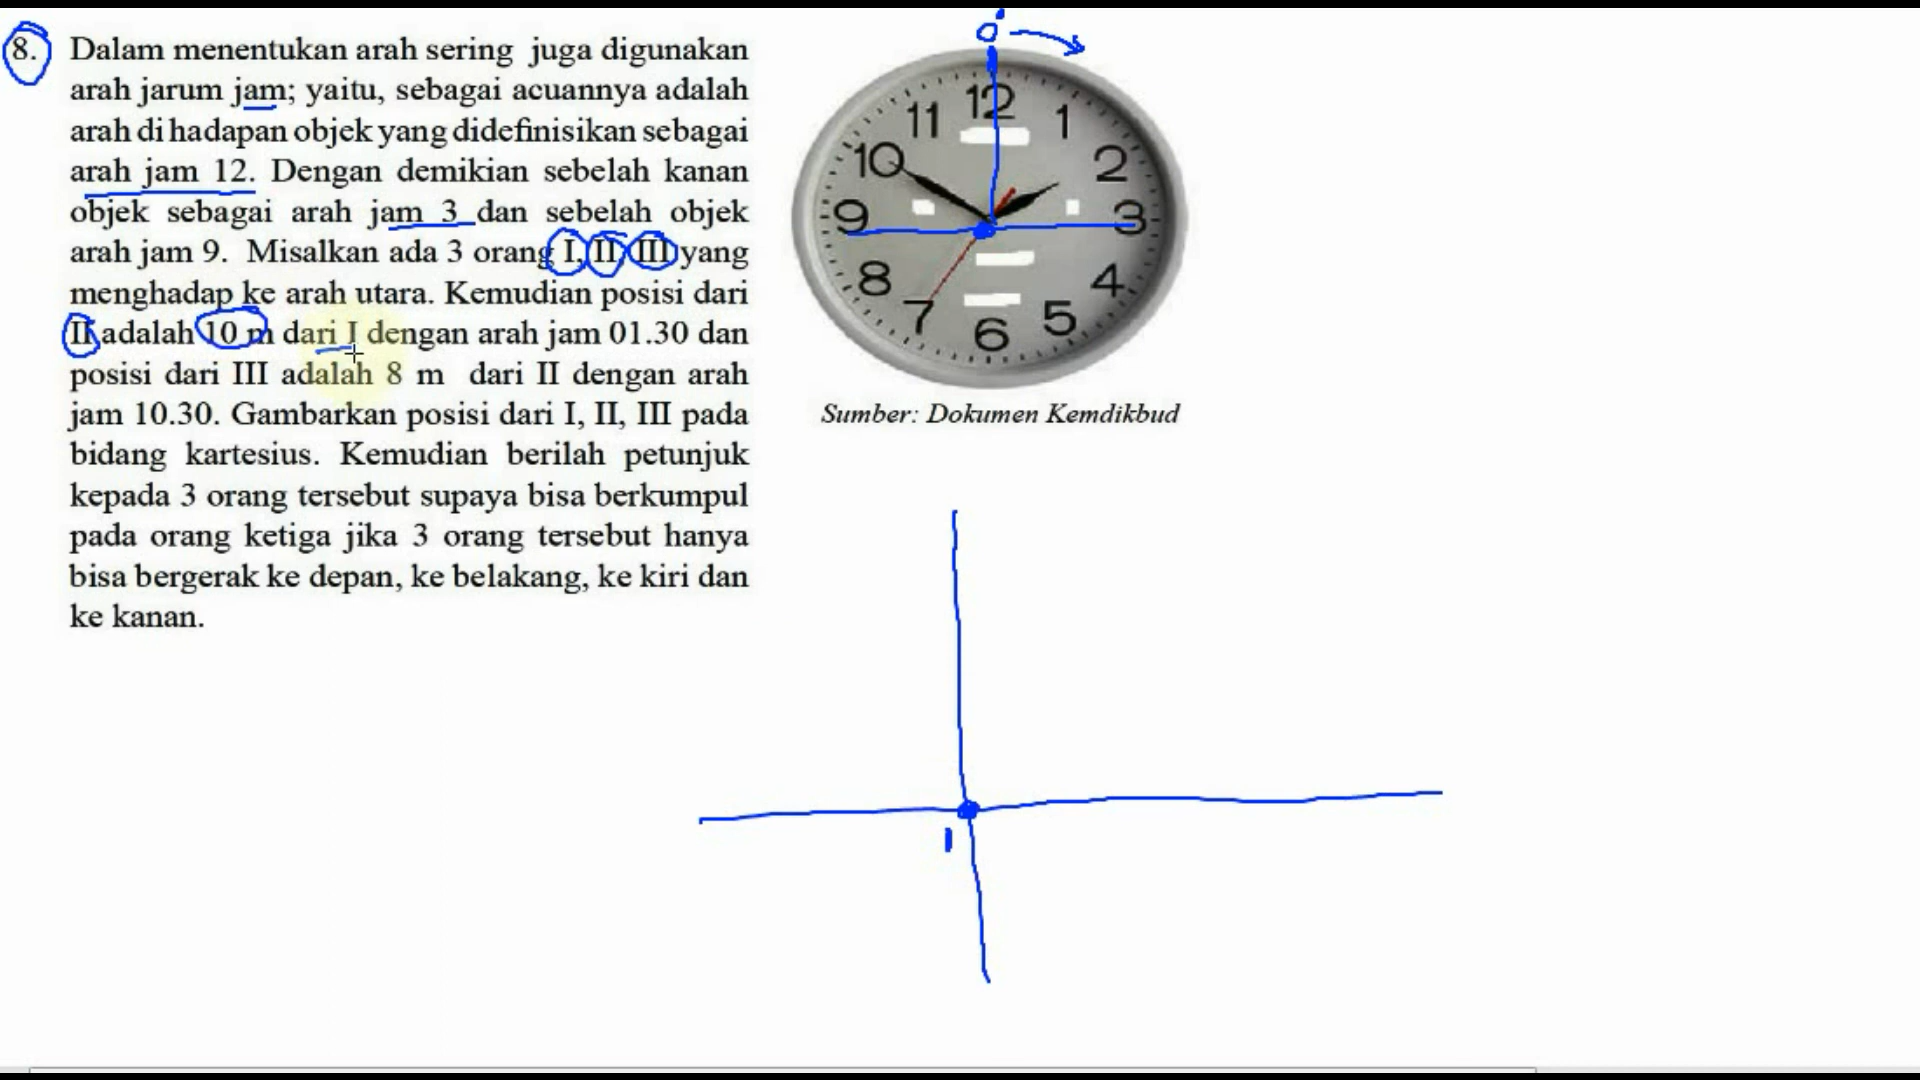 8. Dalam menentukan arah sering juga digunakan
arah jarum jam; yaitu, sebagai acuannya adalah
arah di hadapan objek yang didefinisikan sebagai
arah jam 12. Dengan demikian sebelah kanan
objek sebagai arah jam 3 dan sebelah objek
arah jam 9. Misalkan ada 3 orang I, II, III yang
menghadap ke arah utara. Kemudian posisi dari
II adalah 10 m dari I dengan arah jam 01.30 dan
posisi dari III adalah 8 m dari II dengan arah
jam 10.30. Gambarkan posisi dari I, II, III pada
bidang kartesius. Kemudian berilah petunjuk
kepada 3 orang tersebut supaya bisa berkumpul
pada orang ketiga jika 3 orang tersebut hanya
bisa bergerak ke depan, ke belakang, ke kiri dan
ke kanan.
0°
12
11 1
10 2
9 3
8 4
7 5
6
Sumber: Dokumen Kemdikbud
I